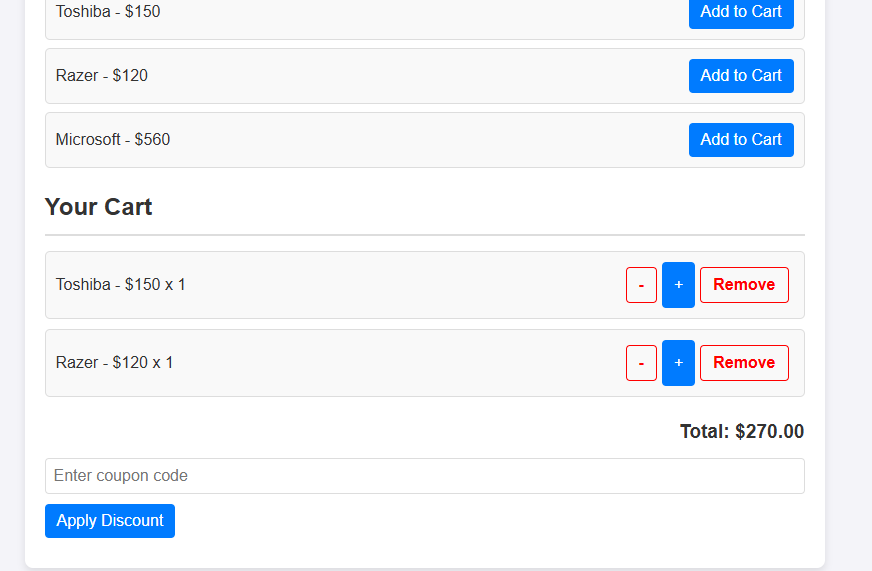 Toshiba - $150 Add to Cart
Razer - $120 Add to Cart
Microsoft - $560 Add to Cart
Your Cart
Toshiba - $150 x 1 - + Remove
Razer - $120 x 1 - + Remove
Total: $270.00
Enter coupon code
Apply Discount